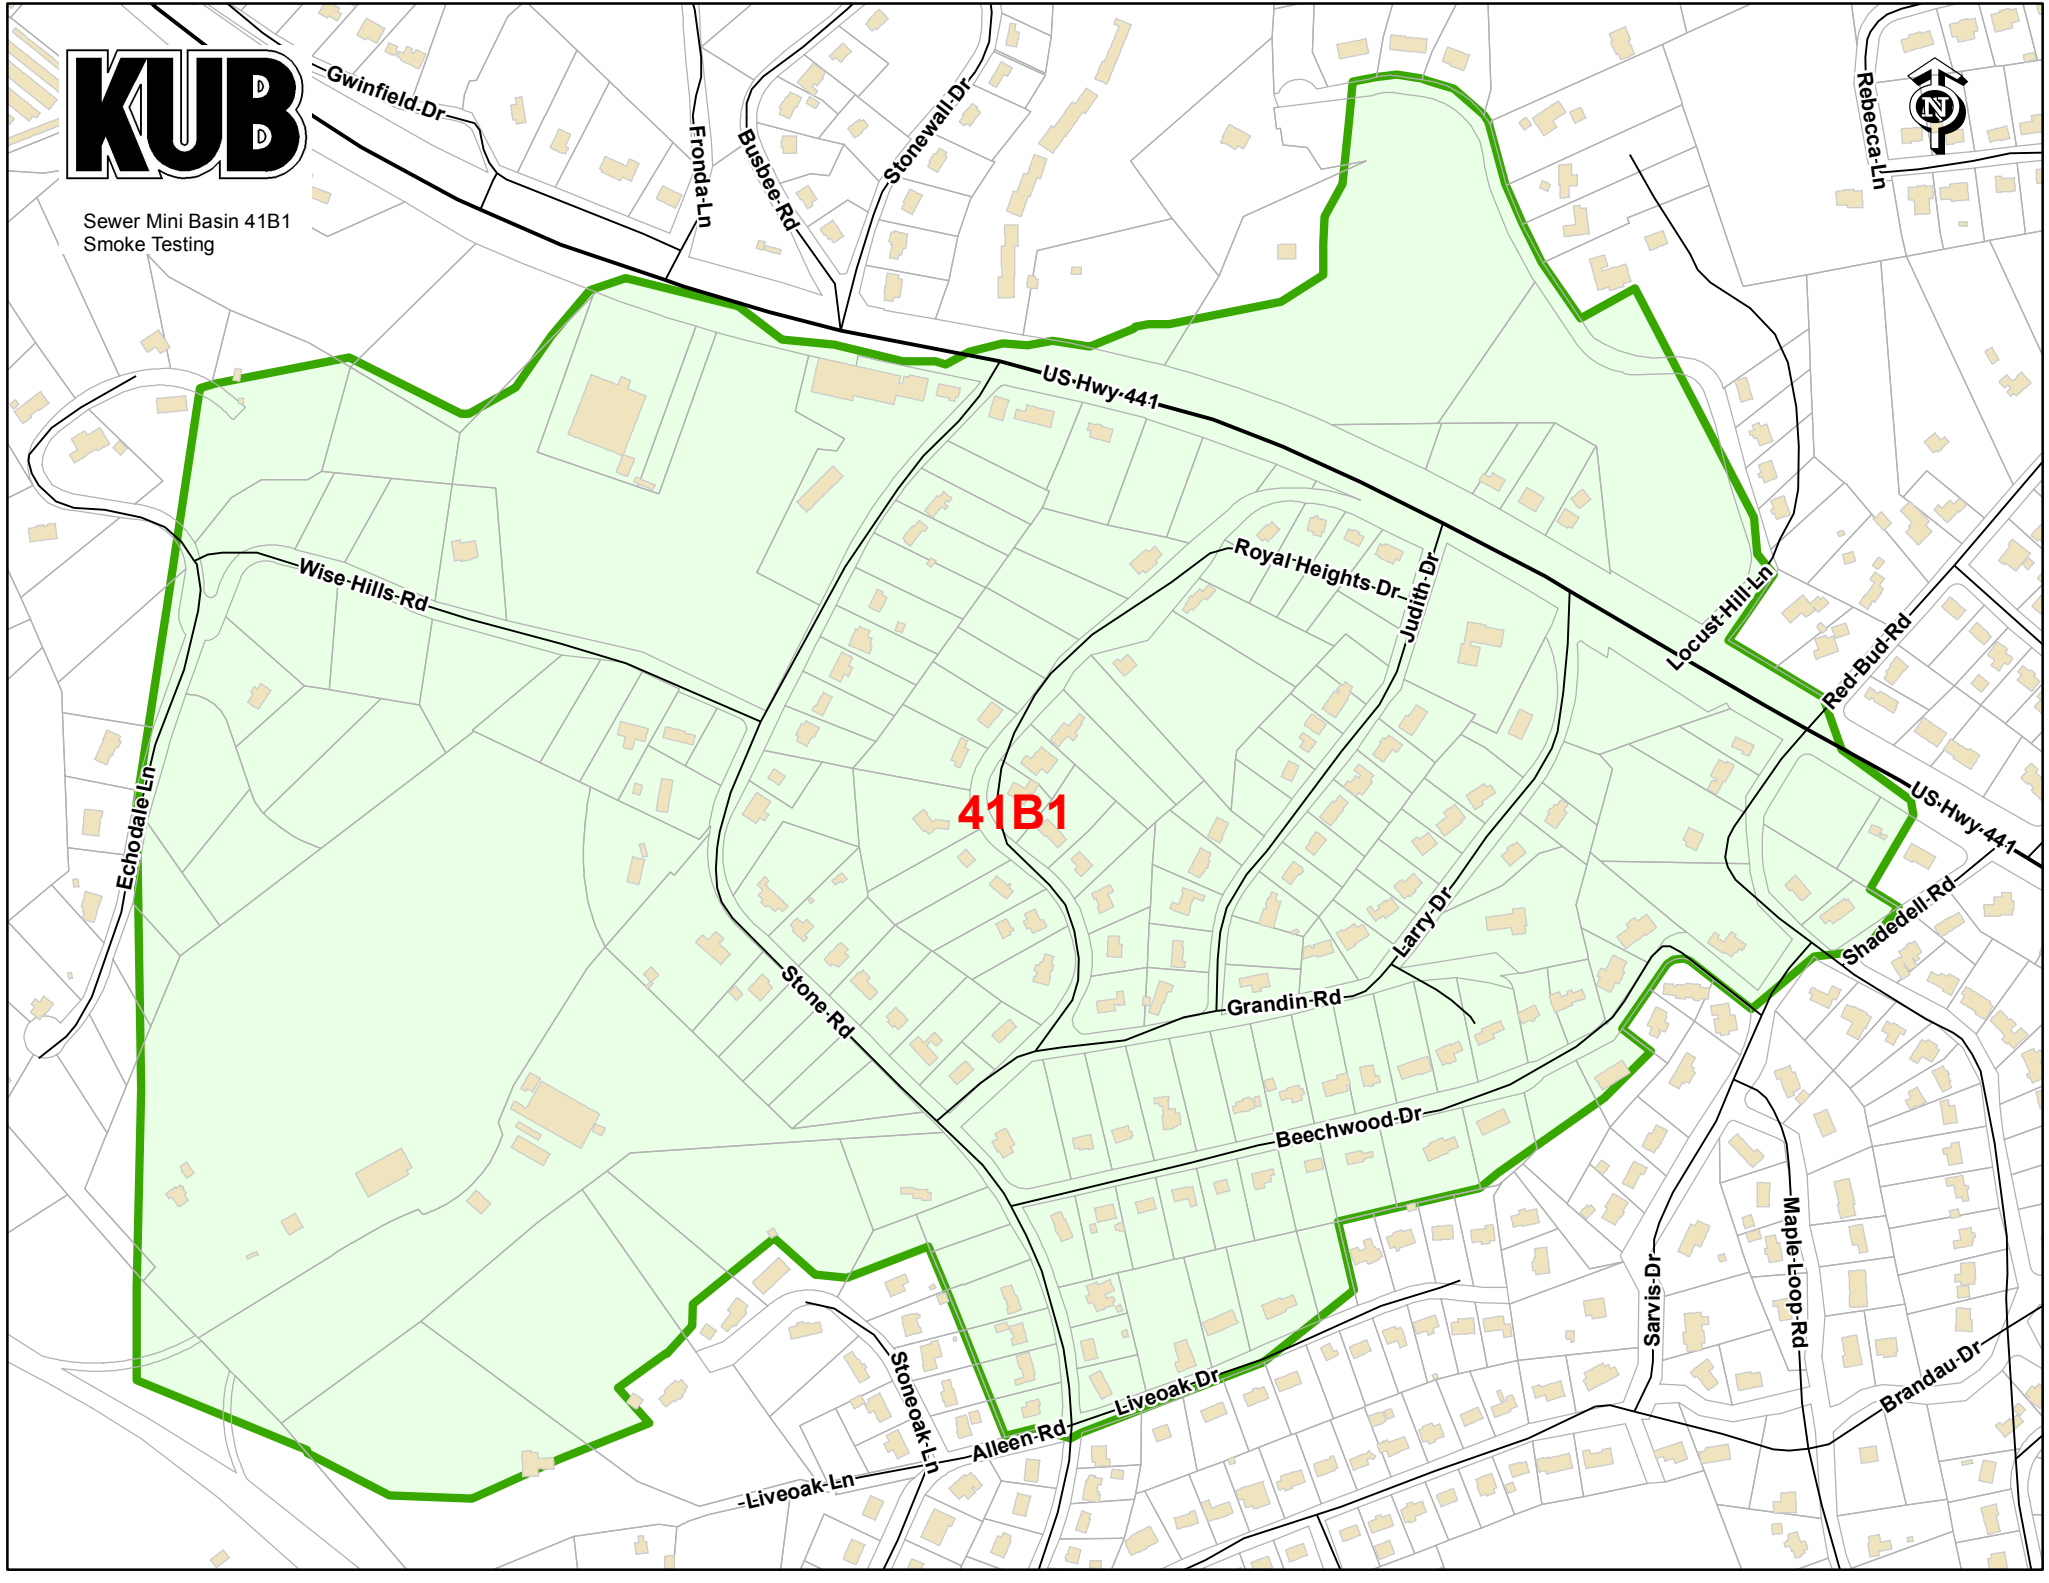 KUB
Sewer Mini Basin 41B1
Smoke Testing
N
Gwinfield Dr
Fronda Ln
Busbee Rd
Stonewall Dr
Rebecca Ln
US Hwy 441
Royal Heights Dr
Judith Dr
Wise Hills Rd
Locust Hill Ln
Red Bud Rd
US Hwy 441
Echodale Ln
41B1
Larry Dr
Shadedell Rd
Stone Rd
Grandin Rd
Beechwood Dr
Sarvis Dr
Maple Loop Rd
Brandau Dr
Stoneoak Ln
Liveoak Dr
Alleen Rd
Liveoak Ln